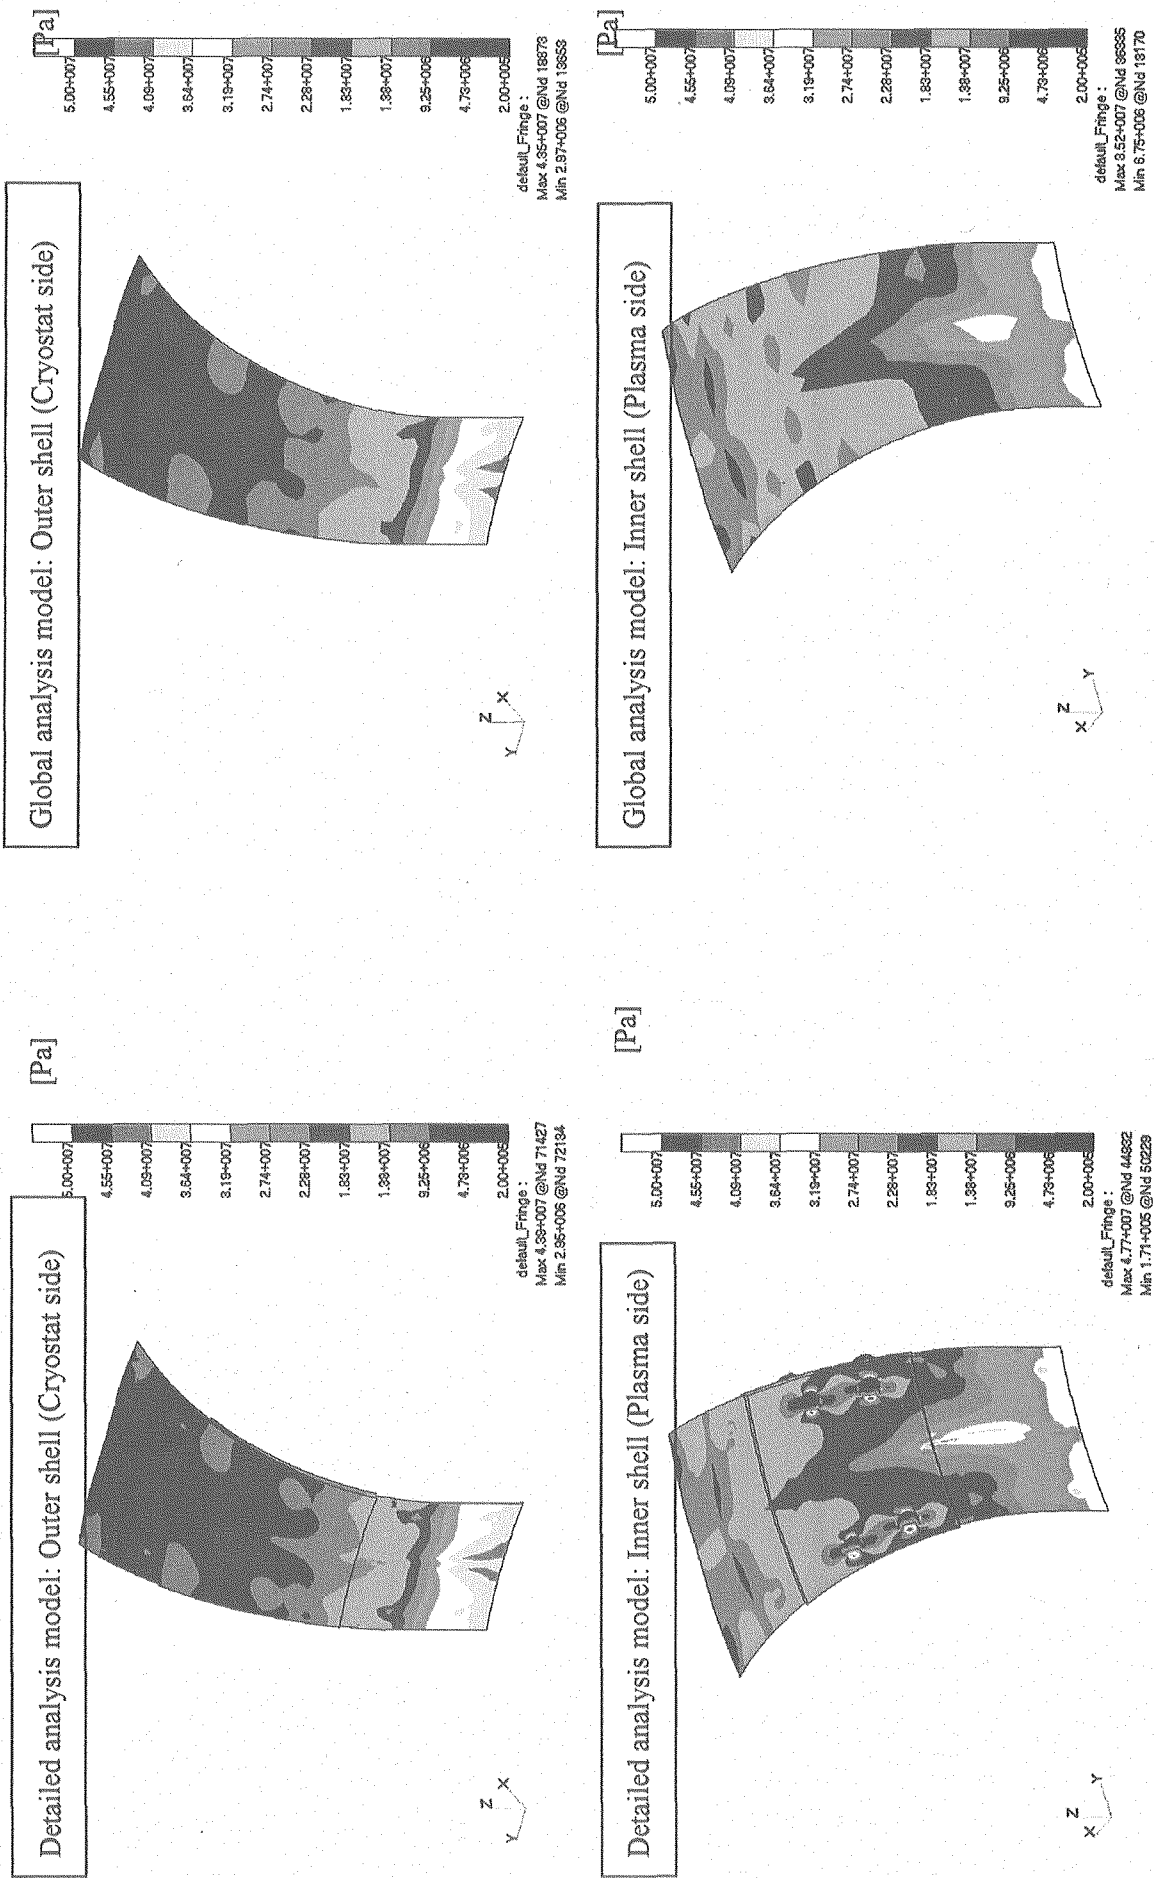 Detailed analysis model: Outer shell (Cryostat side)
[Pa]
5.00+007
4.55+007
4.09+007
3.64+007
3.19+007
2.74+007
2.28+007
1.83+007
1.38+007
9.25+006
4.73+006
2.00+005
default_Fringe :
Max 4.39+007 @Nd 71427
Min 2.95+006 @Nd 72134
Z
Y X
Global analysis model: Outer shell (Cryostat side)
[Pa]
5.00+007
4.55+007
4.09+007
3.64+007
3.19+007
2.74+007
2.28+007
1.83+007
1.38+007
9.25+006
4.73+006
2.00+005
default_Fringe :
Max 4.35+007 @Nd 13873
Min 2.97+006 @Nd 13653
Z
Y X
Detailed analysis model: Inner shell (Plasma side)
[Pa]
5.00+007
4.55+007
4.09+007
3.64+007
3.19+007
2.74+007
2.28+007
1.83+007
1.38+007
9.25+006
4.73+006
2.00+005
default_Fringe :
Max 4.77+007 @Nd 44932
Min 1.71+005 @Nd 50229
X Z
Y
Global analysis model: Inner shell (Plasma side)
[Pa]
5.00+007
4.55+007
4.09+007
3.64+007
3.19+007
2.74+007
2.28+007
1.83+007
1.38+007
9.25+006
4.73+006
2.00+005
default_Fringe :
Max 3.52+007 @Nd 36335
Min 6.75+006 @Nd 13170
X Z
Y